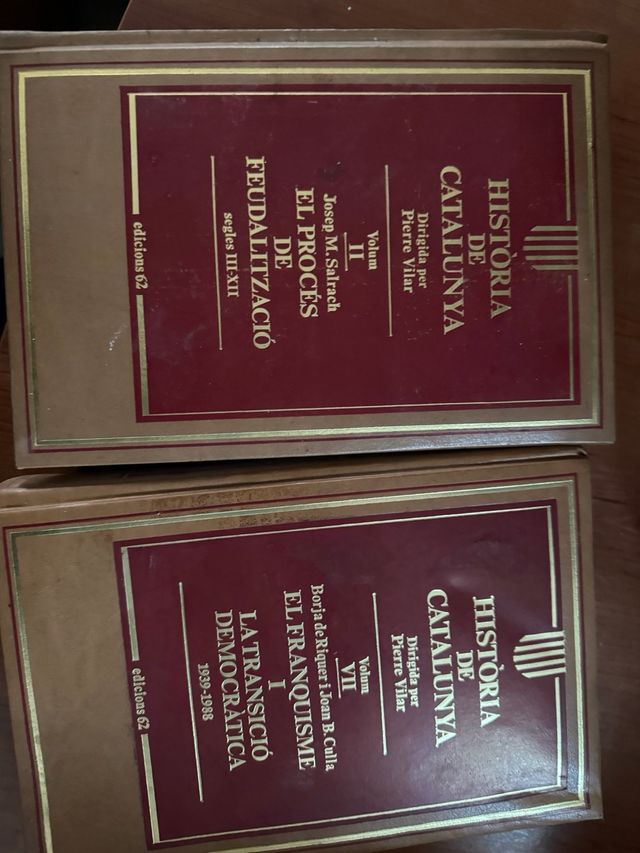 HISTÒRIA
DE
CATALUNYA
Dirigida per
Pierre Vilar
Volum
II
Josep M. Salrach
EL PROCÉS
DE
FEUDALITZACIÓ
segles III-XII
edicions 62
HISTÒRIA
DE
CATALUNYA
Dirigida per
Pierre Vilar
Volum
VII
Borja de Riquer i Joan B. Culla
EL FRANQUISME
I
LA TRANSICIÓ
DEMOCRÀTICA
1939-1988
edicions 62